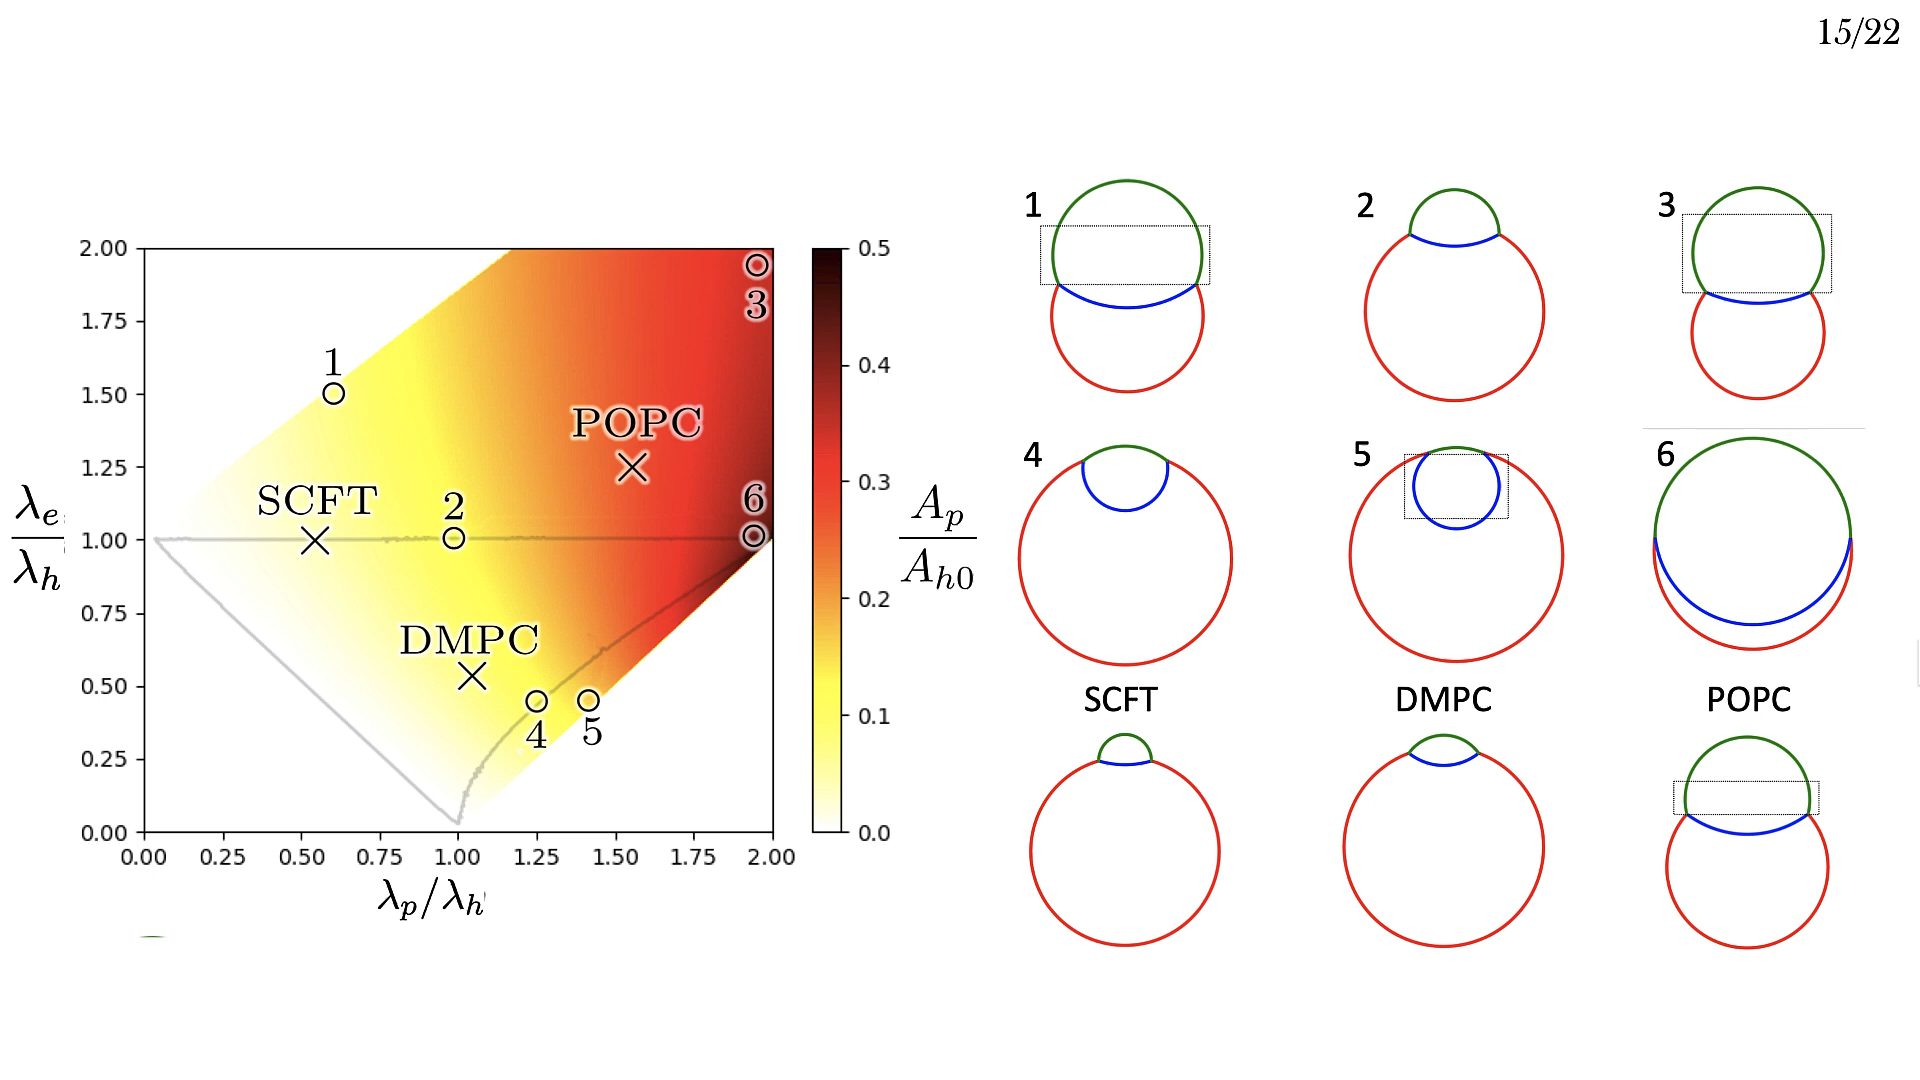 15/22
λe
λh
2.00
1.75
1.50
1.25
1.00
0.75
0.50
0.25
0.00
0.00 0.25 0.50 0.75 1.00 1.25 1.50 1.75 2.00
λp/λh
1
3
POPC
SCFT
2
6
DMPC
4
5
0.5
0.4
0.3
0.2
0.1
0.0
Ap
Ah0
1
2
3
4
5
6
SCFT
DMPC
POPC